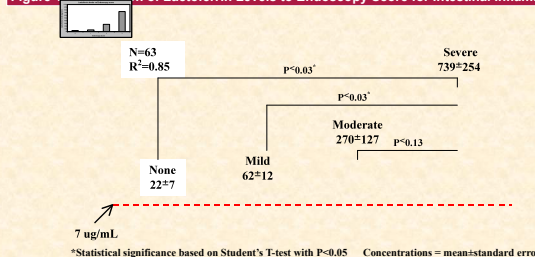 of Lactoferrin Levels to Endoscopy Score for Intestinal
N=63
R²=0.85
Severe
739±254
P<0.03*
P<0.03*
Moderate
270±127
P<0.13
Mild
62±12
None
22±7
7 ug/mL
*Statistical significance based on Student's T-test with P<0.05 Concentrations = mean±standard